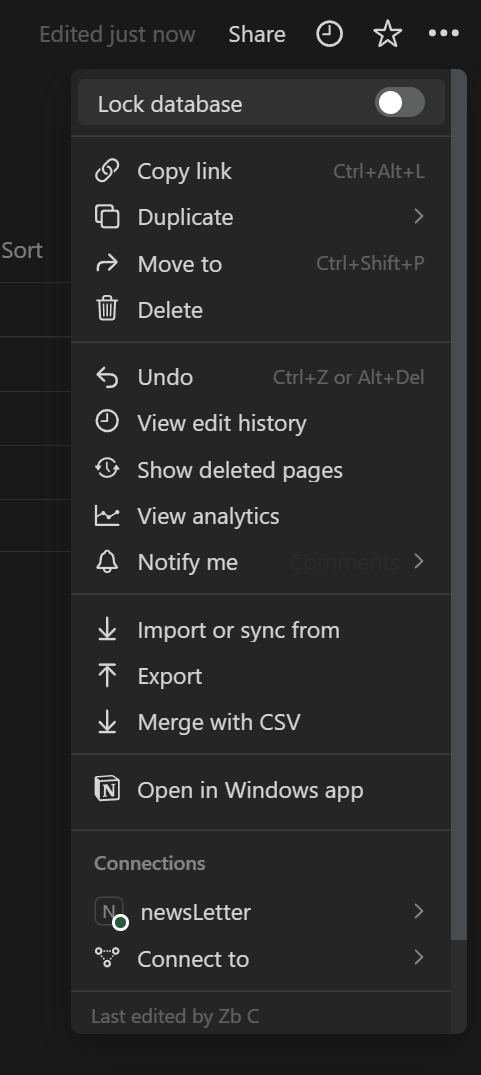 Edited just now Share
Lock database
Copy link Ctrl+Alt+L
Duplicate
Sort
Move to Ctrl+Shift+P
Delete
Undo Ctrl+Z or Alt+Del
View edit history
Show deleted pages
View analytics
Notify me Comments
Import or sync from
Export
Merge with CSV
N Open in Windows app
Connections
N newsLetter
Connect to
Last edited by Zb C